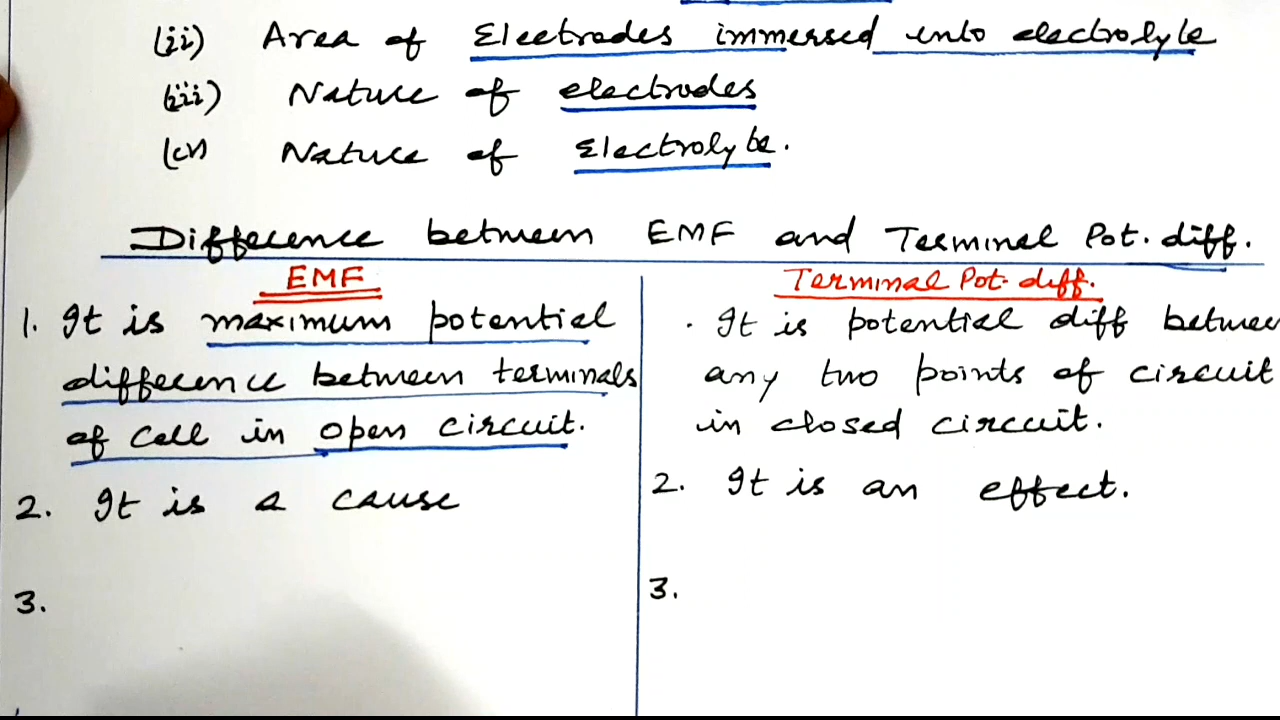 (ii) Area of Electrodes immersed into electrolyte
(iii) Nature of electrodes
(iv) Nature of Electrolyte.
Difference between EMF and Terminal Pot. diff.
EMF
1. It is maximum potential
difference between terminals
of cell in open circuit.
2. It is a cause
3.
Terminal Pot. diff.
. It is potential diff between
any two points of circuit
in closed circuit.
2. It is an effect.
3.